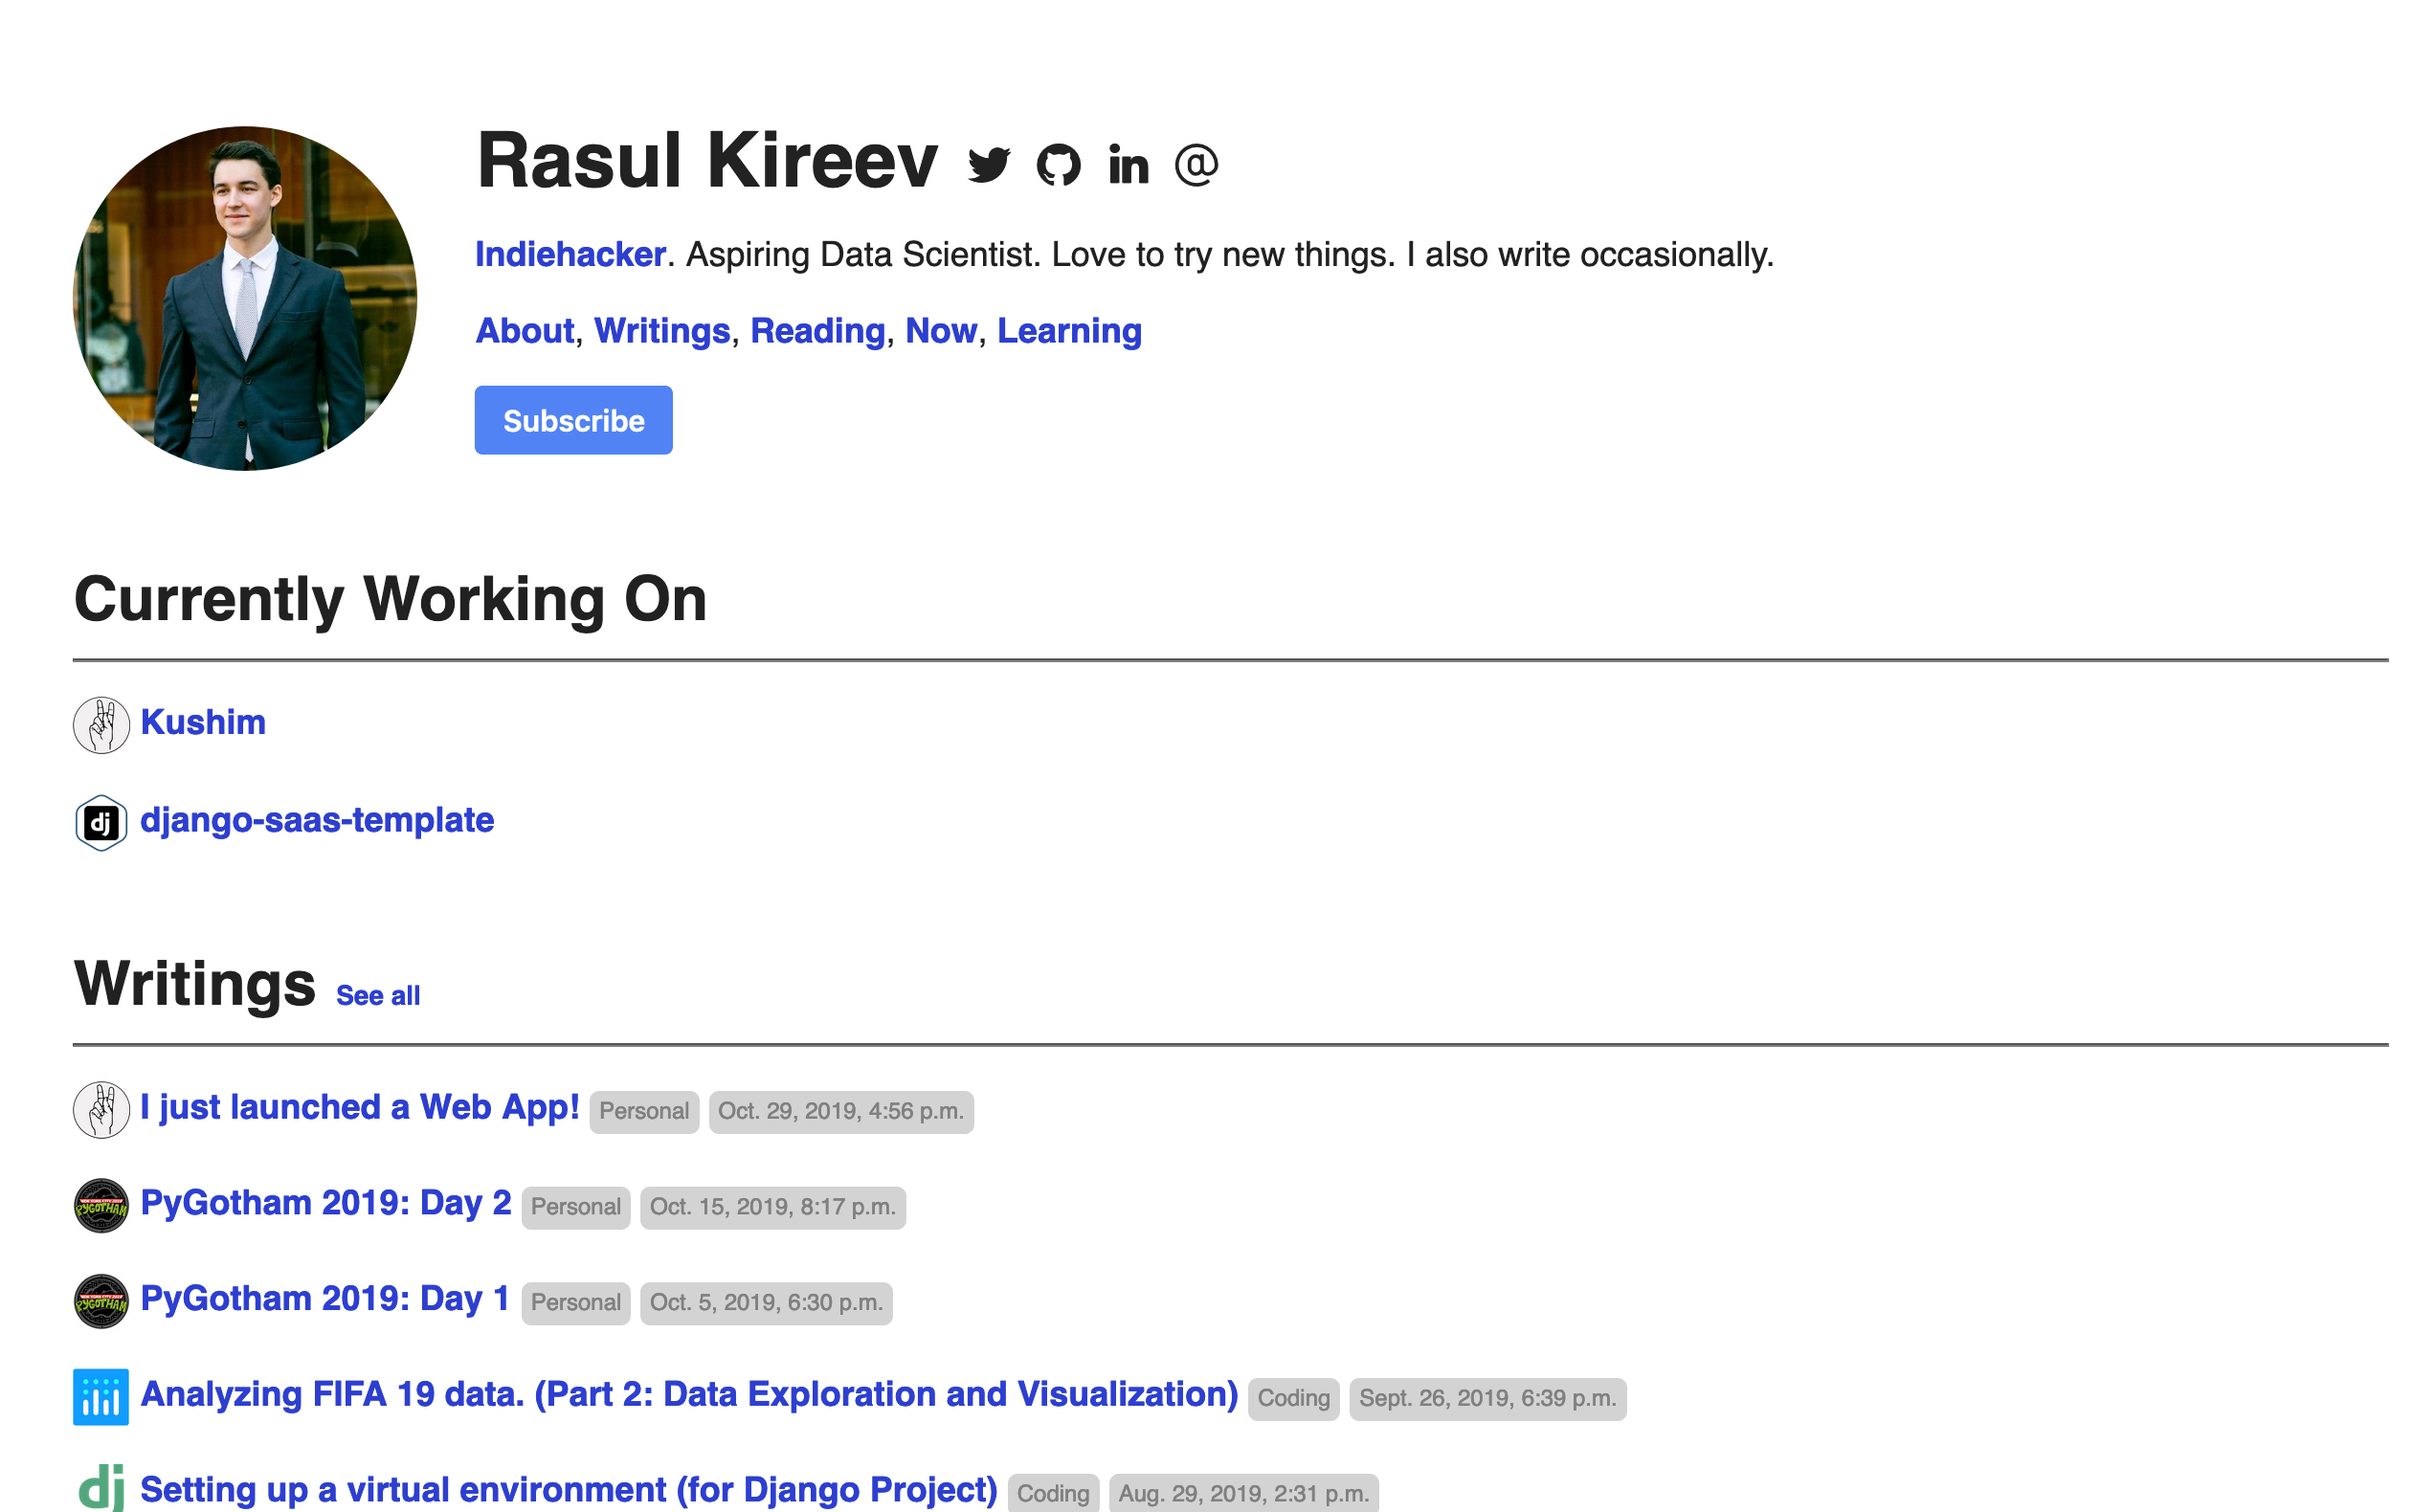 Rasul Kireev
Indiehacker. Aspiring Data Scientist. Love to try new things. I also write occasionally.
About, Writings, Reading, Now, Learning
Subscribe
Currently Working On
Kushim
dj django-saas-template
Writings See all
I just launched a Web App! Personal Oct. 29, 2019, 4:56 p.m.
PYGOTHAM PyGotham 2019: Day 2 Personal Oct. 15, 2019, 8:17 p.m.
PYGOTHAM PyGotham 2019: Day 1 Personal Oct. 5, 2019, 6:30 p.m.
Analyzing FIFA 19 data. (Part 2: Data Exploration and Visualization) Coding Sept. 26, 2019, 6:39 p.m.
dj Setting up a virtual environment (for Django Project) Coding Aug. 29, 2019, 2:31 p.m.